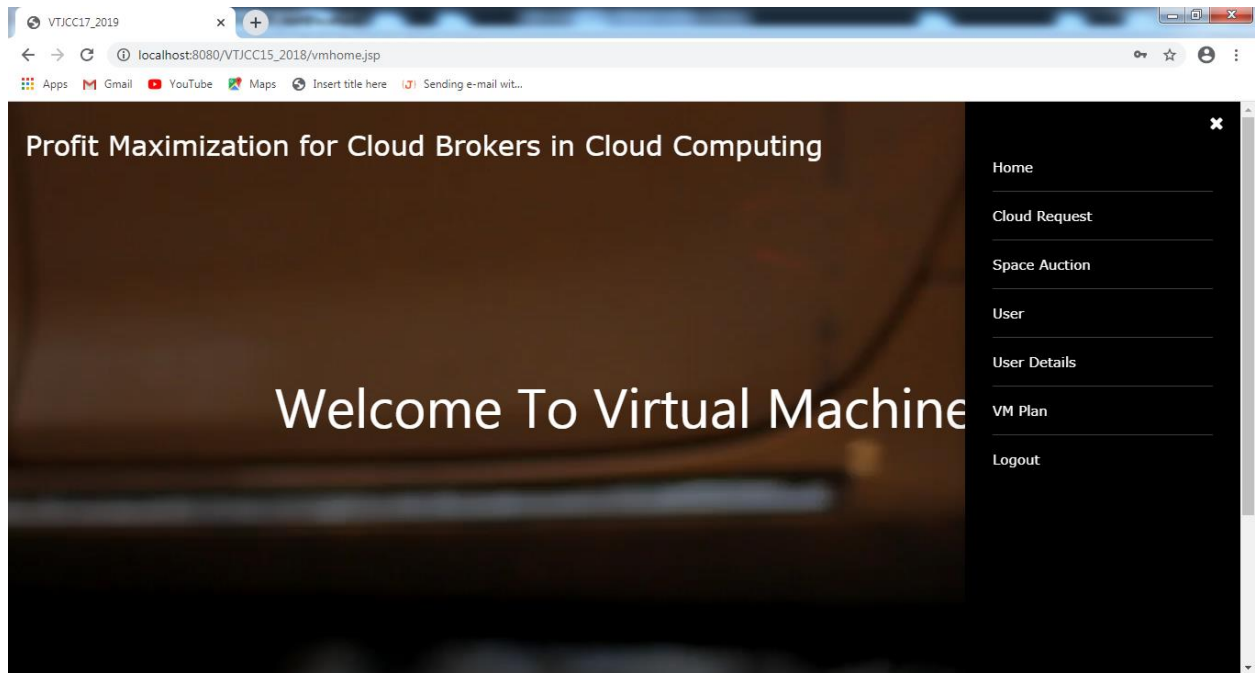 VTJCC17_2019
localhost:8080/VTJCC15_2018/vmhome.jsp
Apps Gmail YouTube Maps Insert title here Sending e-mail wit...
Profit Maximization for Cloud Brokers in Cloud Computing
Home
Cloud Request
Space Auction
User
User Details
Welcome To Virtual Machine
VM Plan
Logout